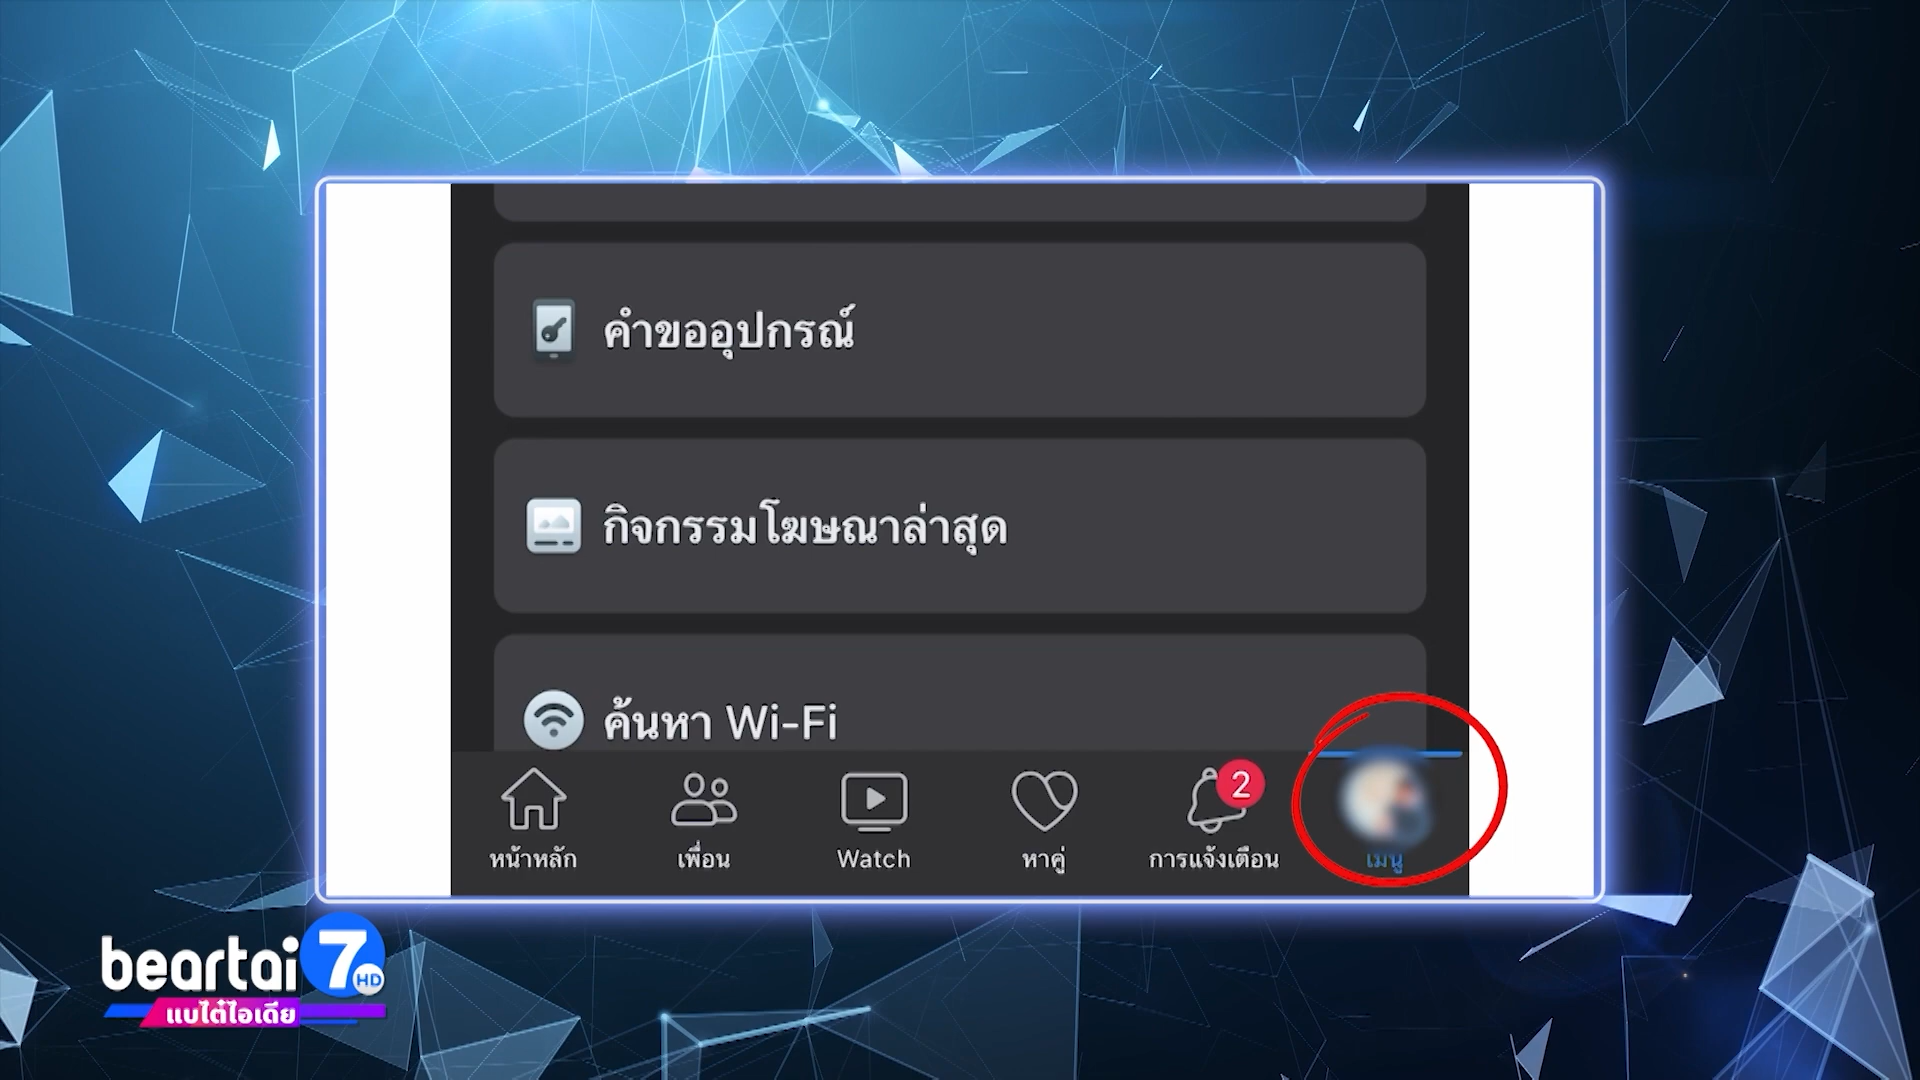 คำขออุปกรณ์
กิจกรรมโฆษณาล่าสุด
ค้นหา Wi-Fi
2
หน้าหลัก เพื่อน Watch หาคู่ การแจ้งเตือน เมนู
beartai 7 HD
แบไต๋ไอเดีย